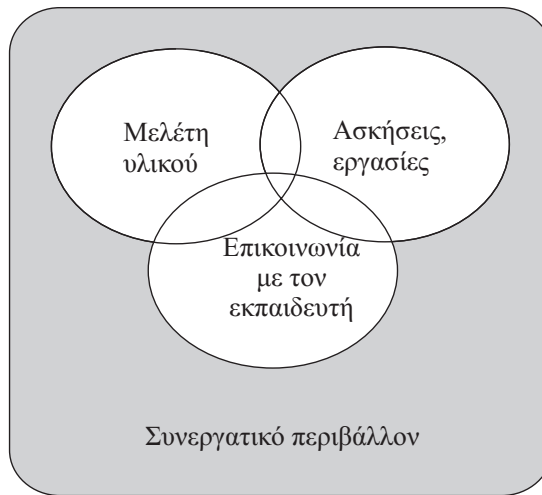 Μελέτη
υλικού
Ασκήσεις,
εργασίες
Επικοινωνία
με τον
εκπαιδευτή
Συνεργατικό περιβάλλον